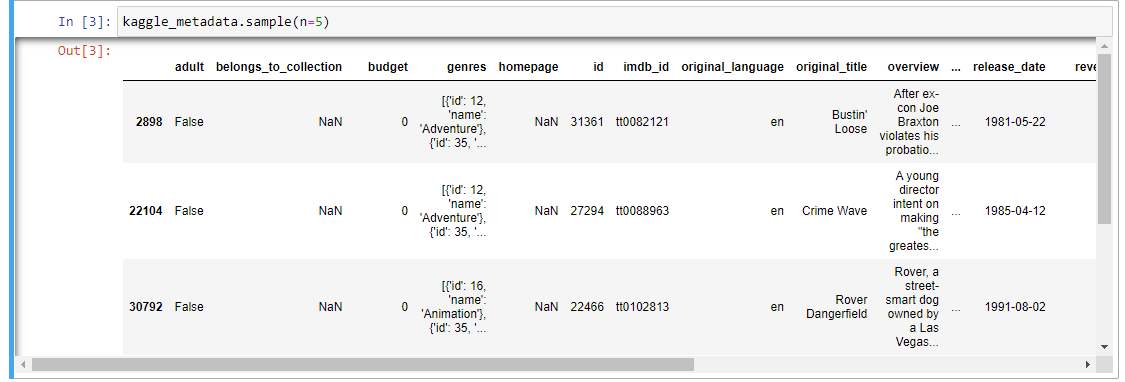 In [3]: kaggle_metadata.sample(n=5)
Out[3]:
adult belongs_to_collection budget genres homepage id imdb_id original_language original_title overview ... release_date reve
2898 False NaN 0 [{'id': 12, 'name': 'Adventure'}, {'id': 35, '... NaN 31361 tt0082121 en Bustin' Loose After ex-con Joe Braxton violates his probatio... ... 1981-05-22
22104 False NaN 0 [{'id': 12, 'name': 'Adventure'}, {'id': 35, '... NaN 27294 tt0088963 en Crime Wave A young director intent on making "the greates... ... 1985-04-12
30792 False NaN 0 [{'id': 16, 'name': 'Animation'}, {'id': 35, '... NaN 22466 tt0102813 en Rover Dangerfield Rover, a street-smart dog owned by a Las Vegas... ... 1991-08-02